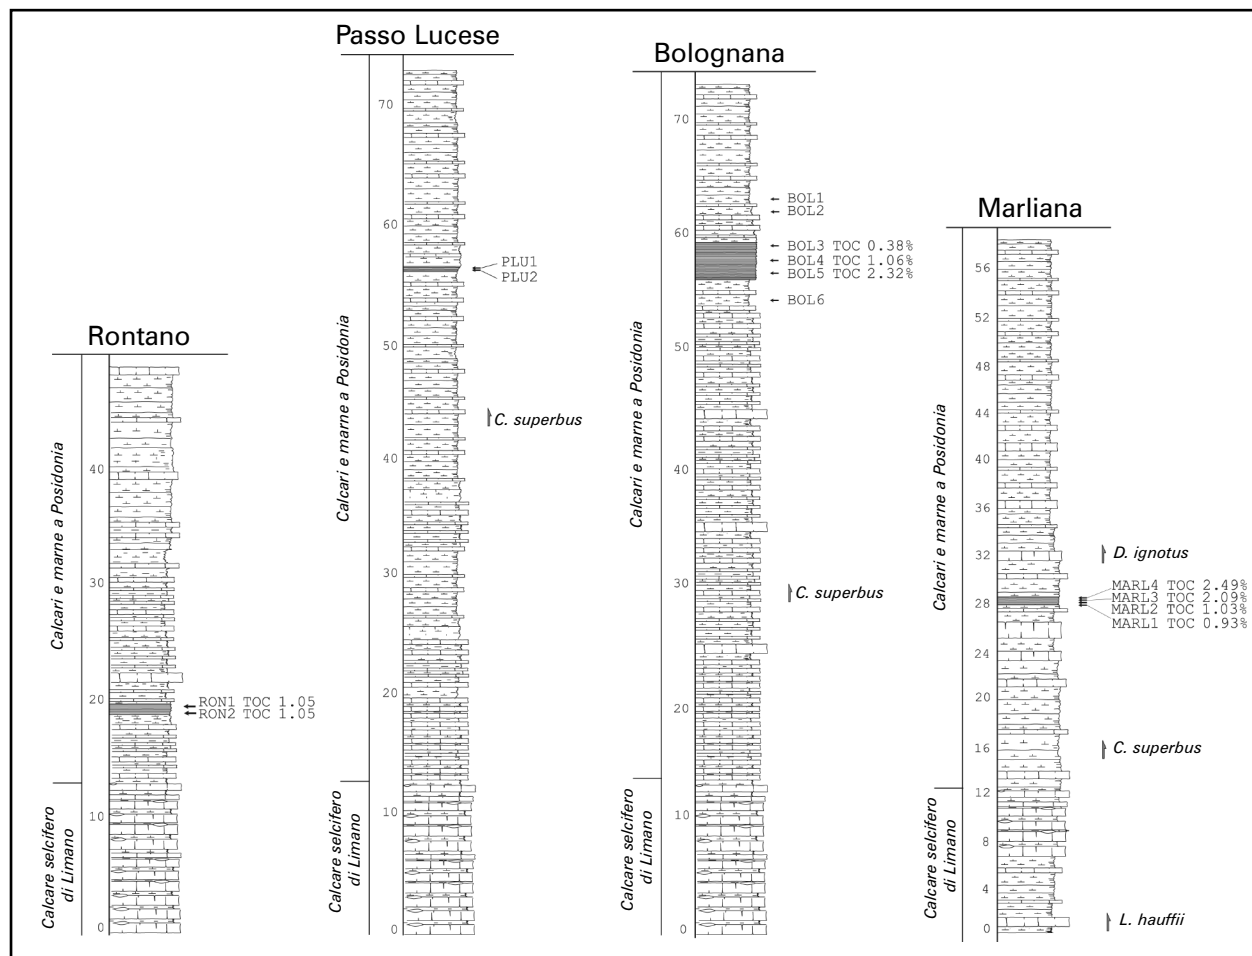 Rontano
Calcari e marne a Posidonia
Calcare selcifero
di Limano
40
30
20
10
0
RON1 TOC 1.05
RON2 TOC 1.05
Passo Lucese
Calcari e marne a Posidonia
Calcare selcifero
di Limano
70
60
50
40
30
20
10
0
PLU1
PLU2
C. superbus
Bolognana
Calcari e marne a Posidonia
Calcare selcifero
di Limano
70
60
50
40
30
20
10
0
BOL1
BOL2
BOL3 TOC 0.38%
BOL4 TOC 1.06%
BOL5 TOC 2.32%
BOL6
C. superbus
Marliana
Calcari e marne a Posidonia
Calcare selcifero
di Limano
56
52
48
44
40
36
32
28
24
20
16
12
8
4
0
D. ignotus
MARL4 TOC 2.49%
MARL3 TOC 2.09%
MARL2 TOC 1.03%
MARL1 TOC 0.93%
C. superbus
L. hauffii